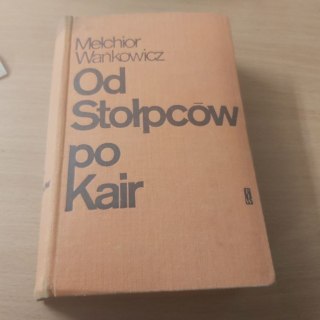 Melchior
Wańkowicz
Od
Stołpców
po
Kair